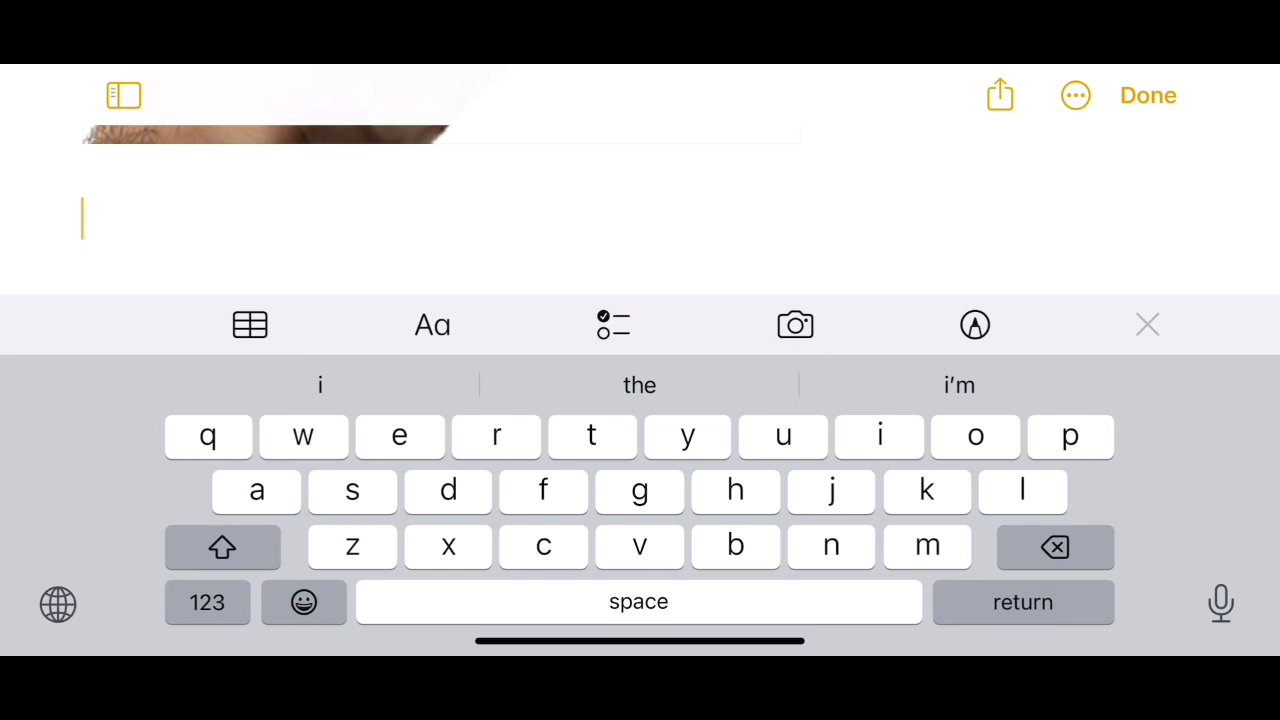 Done
Aa
i the i'm
q w e r t y u i o p
a s d f g h j k l
z x c v b n m
123 space return